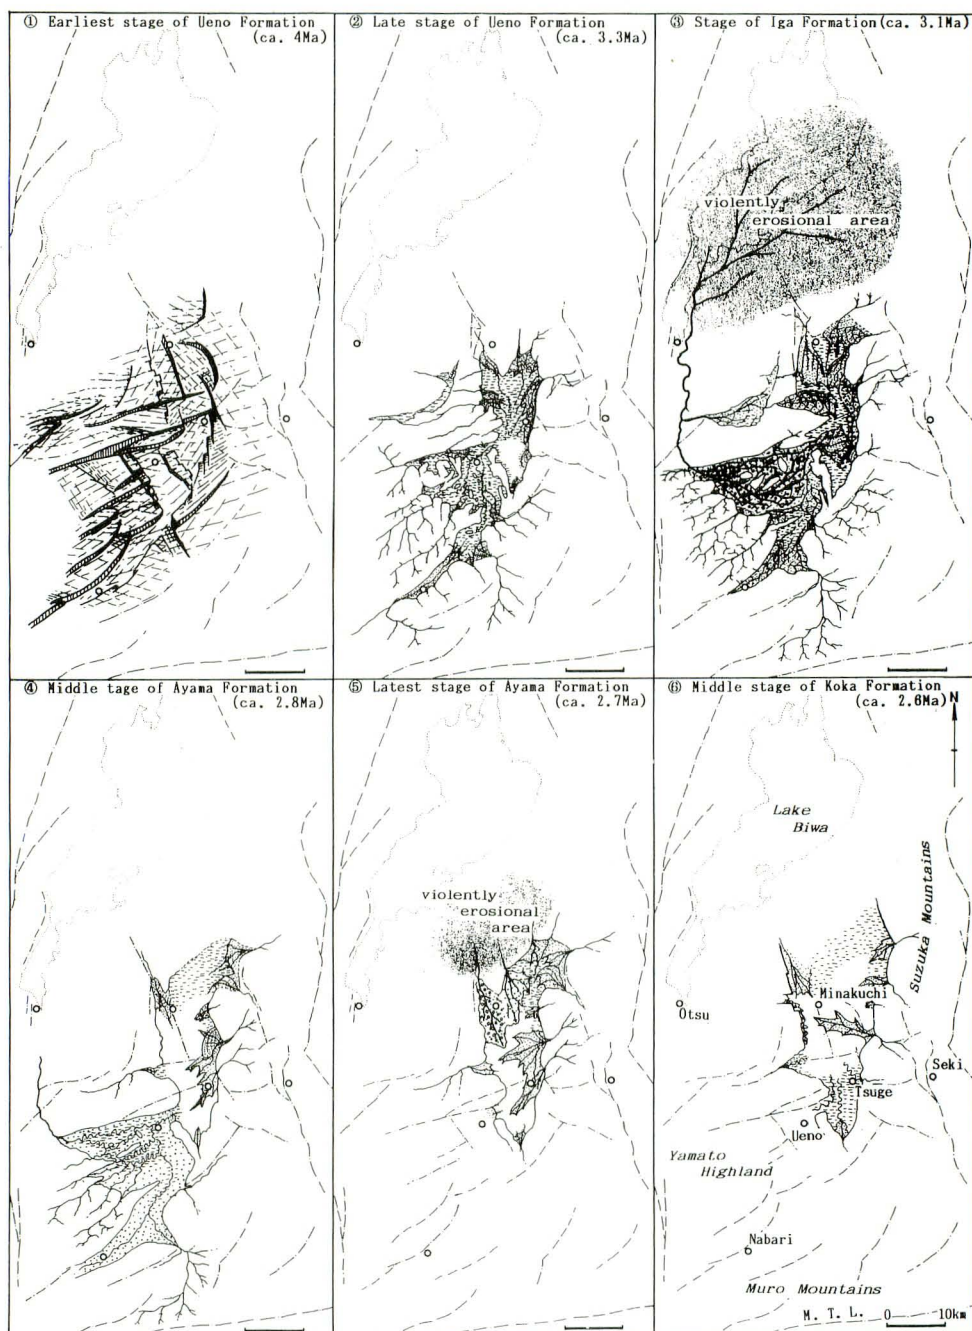 ① Earliest stage of Ueno Formation
(ca. 4Ma)
② Late stage of Ueno Formation
(ca. 3.3Ma)
③ Stage of Iga Formation(ca. 3.1Ma)
violently
erosional area
④ Middle tage of Ayama Formation
(ca. 2.8Ma)
⑤ Latest stage of Ayama Formation
(ca. 2.7Ma)
violently
erosional
area
⑥ Middle stage of Koka Formation
(ca. 2.6Ma)
N
Lake
Biwa
Suzuka Mountains
Minakuchi
Otsu
Seki
Tsuge
Ueno
Yamato
Highland
Nabari
Muro Mountains
M. T. L.
0 10km